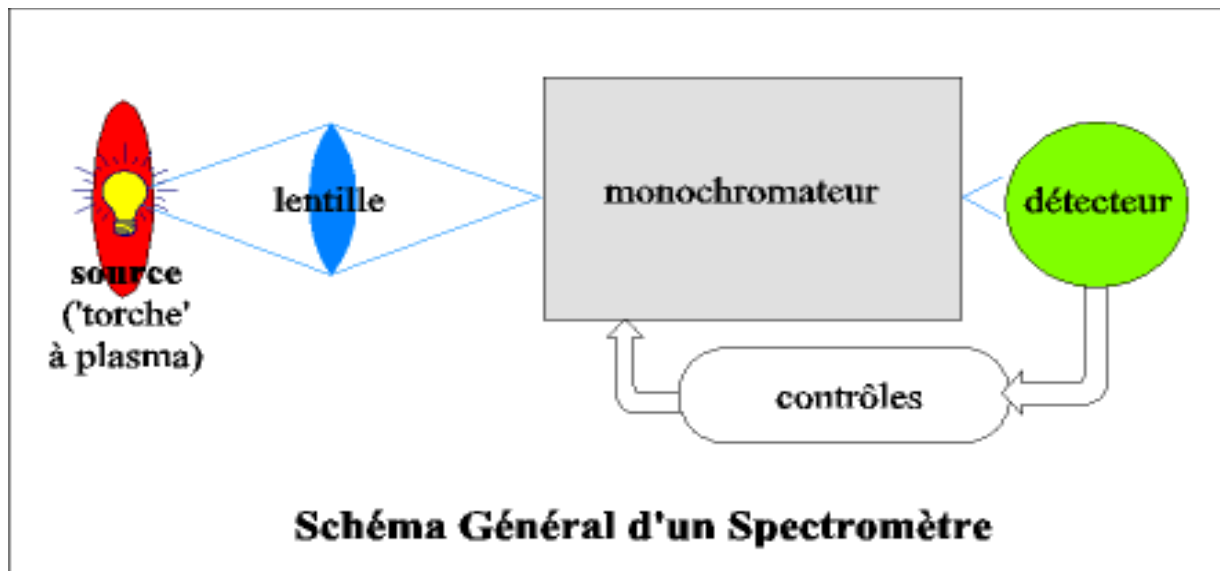 source
('torche'
à plasma)
lentille
monochromateur
détecteur
contrôles
Schéma Général d'un Spectromètre